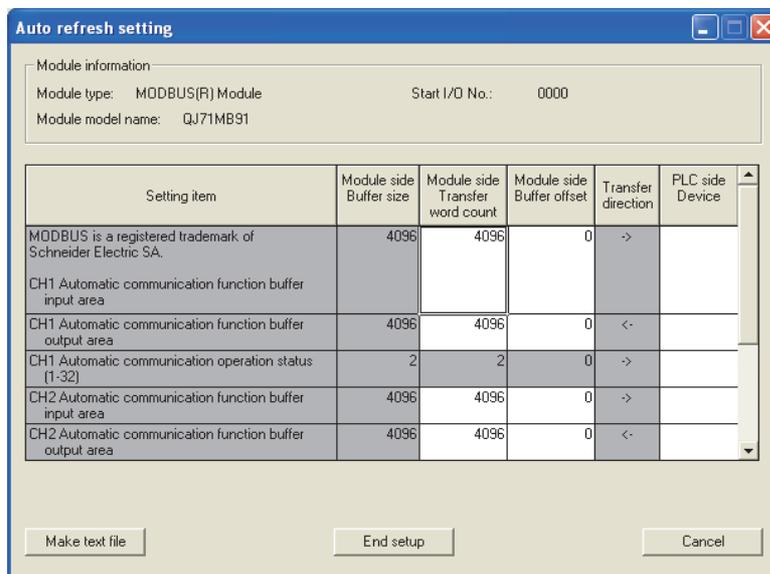 Auto refresh setting
Module information
Module type: MODBUS(R) Module Start I/O No.: 0000
Module model name: QJ71MB91
Setting item
Module side
Buffer size
Module side
Transfer
word count
Module side
Buffer offset
Transfer
direction
PLC side
Device
MODBUS is a registered trademark of 4096 4096 0 ->
Schneider Electric SA.
CH1 Automatic communication function buffer
input area
CH1 Automatic communication function buffer 4096 4096 0 <-
output area
CH1 Automatic communication operation status 2 2 0 ->
(1-32)
CH2 Automatic communication function buffer 4096 4096 0 ->
input area
CH2 Automatic communication function buffer 4096 4096 0 <-
output area
Make text file End setup Cancel